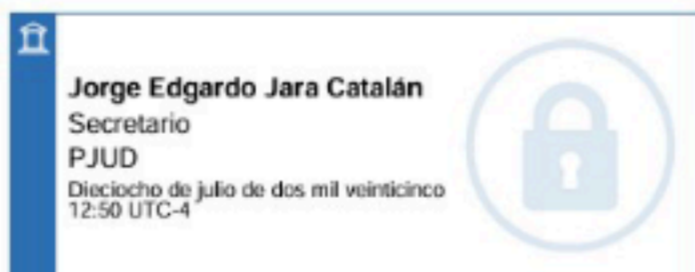 Jorge Edgardo Jara Catalán
Secretario
PJUD
Dieciocho de julio de dos mil veinticinco
12:50 UTC-4